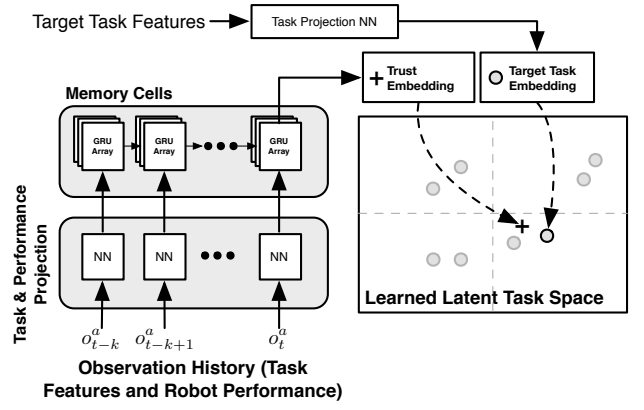 Target Task Features
Task Projection NN
+ Trust Embedding
Target Task Embedding
Memory Cells
GRU Array
GRU Array
GRU Array
Task & Performance Projection
NN
NN
NN
o^a_{t-k}
o^a_{t-k+1}
o^a_t
Observation History (Task
Features and Robot Performance)
Learned Latent Task Space